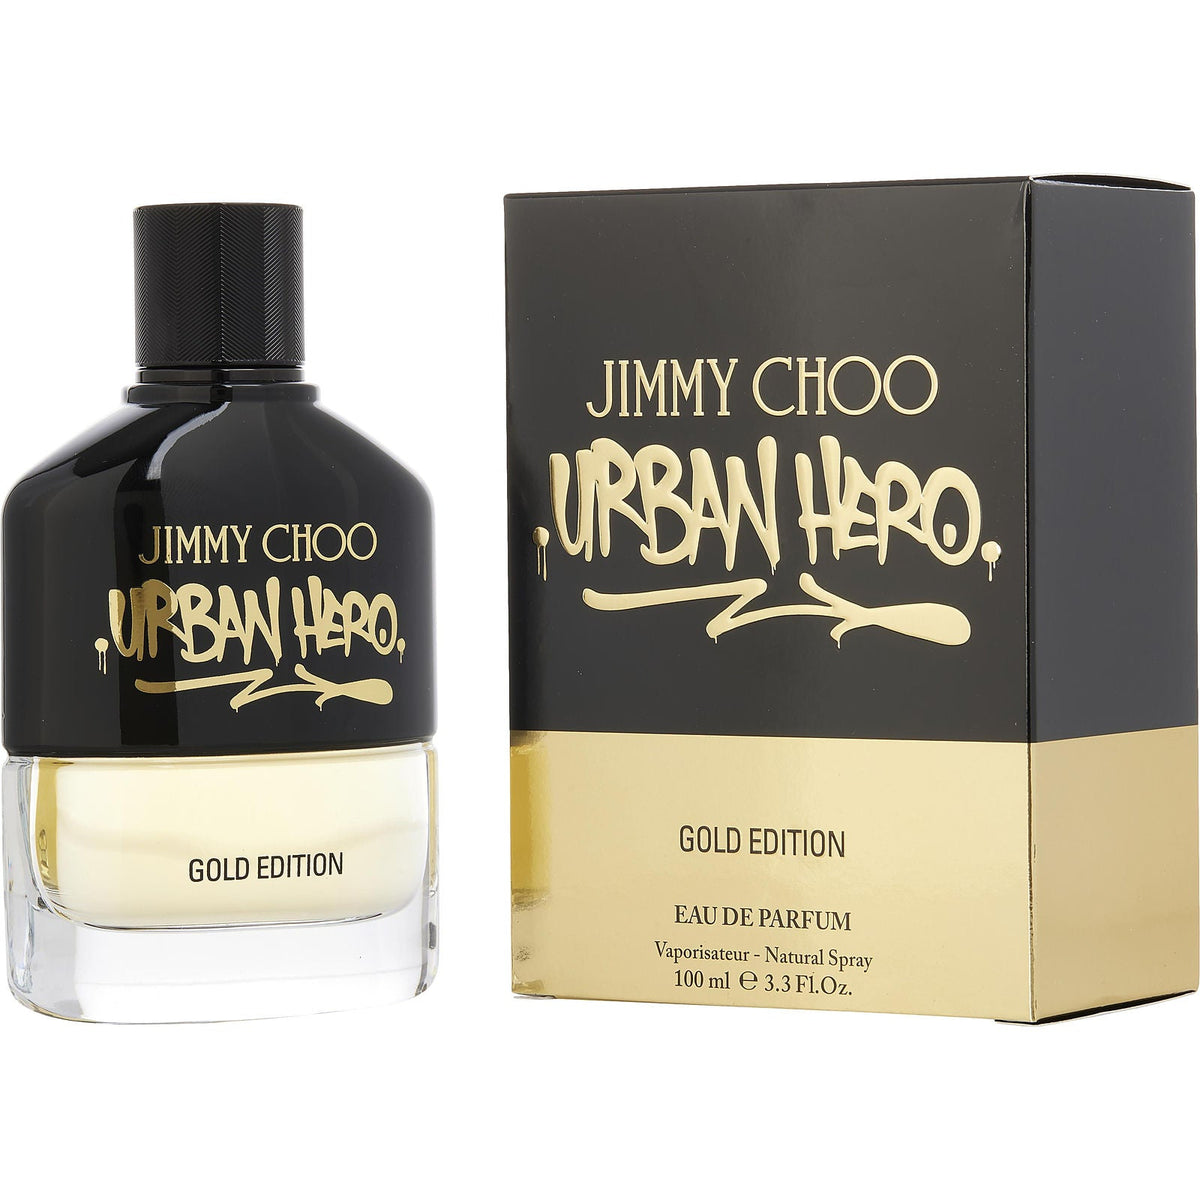 JIMMY CHOO
URBAN HERO.
GOLD EDITION
JIMMY CHOO
URBAN HERO.
GOLD EDITION
EAU DE PARFUM
Vaporisateur - Natural Spray
100 ml ℮ 3.3 Fl.Oz.